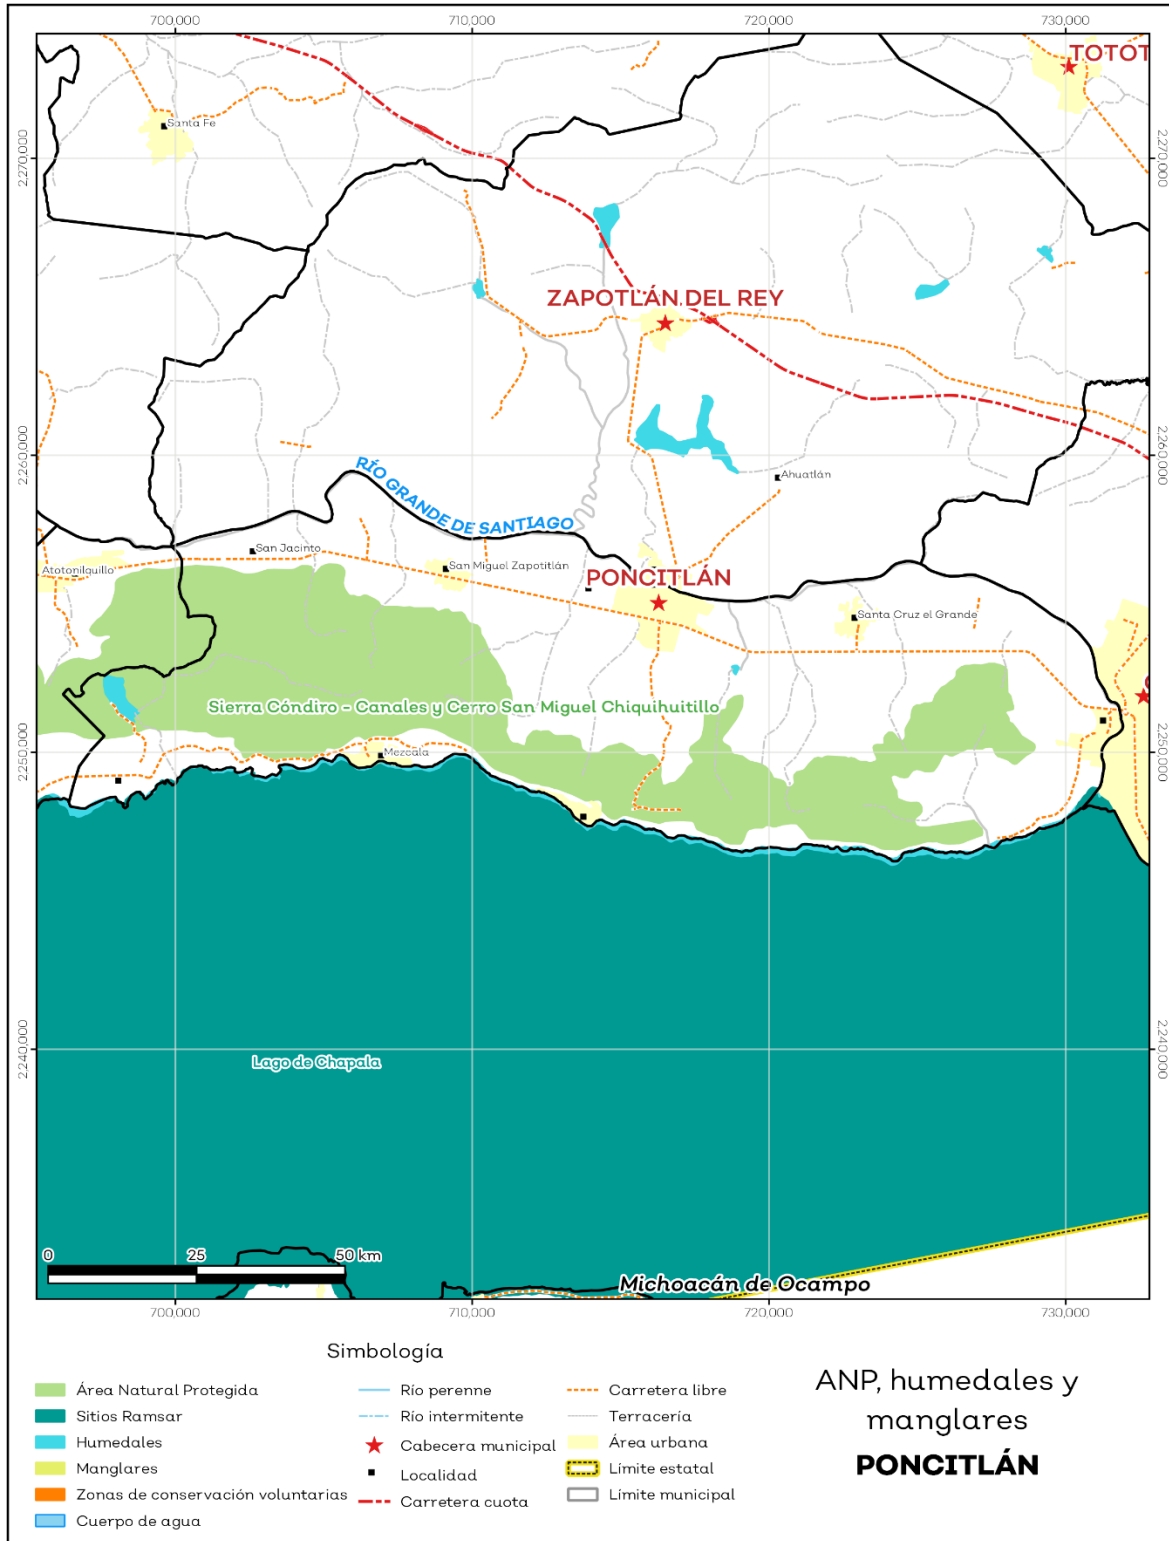 700,000 710,000 720,000 730,000
TOTOT
Santa Fe
2,270,000 2,270,000
ZAPOTLÁN DEL REY
2,260,000 2,260,000
RÍO GRANDE DE SANTIAGO
Ahuatlán
San Jacinto
Atotonilquillo
San Miguel Zapotitlán
PONCITLÁN
Santa Cruz el Grande
Sierra Cóndiro - Canales y Cerro San Miguel Chiquihuitillo
2,250,000 2,250,000
Mezcala
2,240,000 2,240,000
Lago de Chapala
0 25 50 km
Michoacán de Ocampo
700,000 710,000 720,000 730,000
Simbología
Área Natural Protegida
Sitios Ramsar
Humedales
Manglares
Zonas de conservación voluntarias
Cuerpo de agua
Río perenne
Río intermitente
Cabecera municipal
Localidad
Carretera cuota
Carretera libre
Terracería
Área urbana
Límite estatal
Límite municipal
ANP, humedales y
manglares
PONCITLÁN